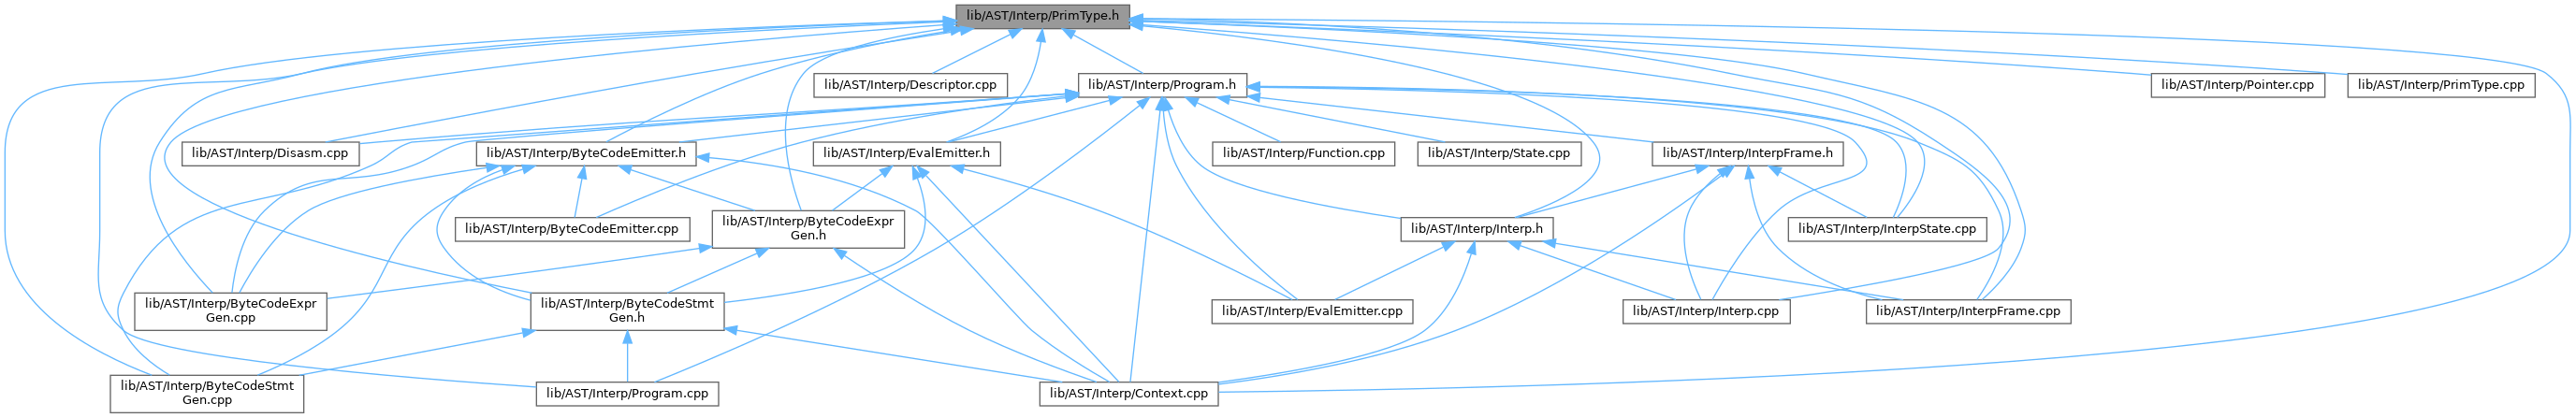 lib/AST/Interp/PrimType.h
lib/AST/Interp/Descriptor.cpp
lib/AST/Interp/Program.h
lib/AST/Interp/Pointer.cpp
lib/AST/Interp/PrimType.cpp
lib/AST/Interp/Disasm.cpp
lib/AST/Interp/ByteCodeEmitter.h
lib/AST/Interp/EvalEmitter.h
lib/AST/Interp/Function.cpp
lib/AST/Interp/State.cpp
lib/AST/Interp/InterpFrame.h
lib/AST/Interp/ByteCodeEmitter.cpp
lib/AST/Interp/ByteCodeExpr
Gen.h
lib/AST/Interp/Interp.h
lib/AST/Interp/InterpState.cpp
lib/AST/Interp/ByteCodeExpr
Gen.cpp
lib/AST/Interp/ByteCodeStmt
Gen.h
lib/AST/Interp/EvalEmitter.cpp
lib/AST/Interp/Interp.cpp
lib/AST/Interp/InterpFrame.cpp
lib/AST/Interp/ByteCodeStmt
Gen.cpp
lib/AST/Interp/Program.cpp
lib/AST/Interp/Context.cpp